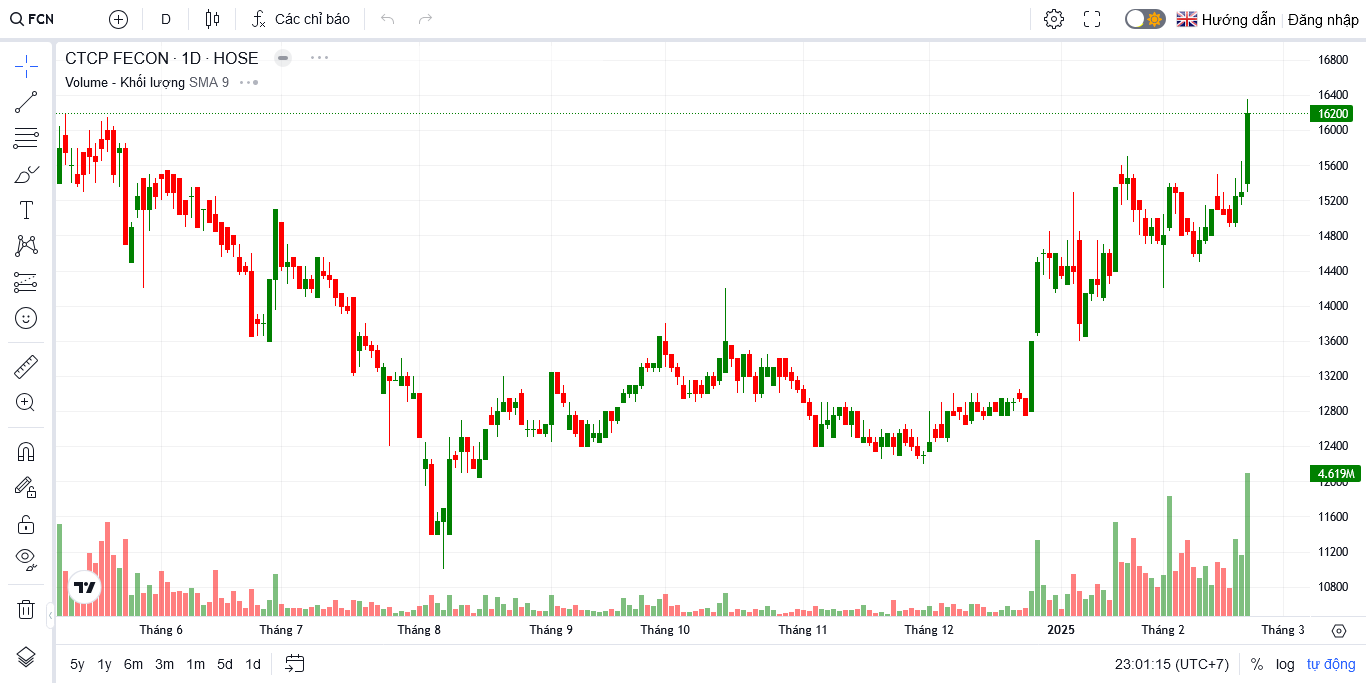 FCN D Các chỉ báo Hướng dẫn Đăng nhập
CTCP FECON · 1D · HOSE
Volume - Khối lượng SMA 9
16800
16400
16200
16000
15600
15200
14800
14400
14000
13600
13200
12800
12400
4.619M
12000
11600
11200
10800
Tháng 6 Tháng 7 Tháng 8 Tháng 9 Tháng 10 Tháng 11 Tháng 12 2025 Tháng 2 Tháng 3
5y 1y 6m 3m 1m 5d 1d 23:01:15 (UTC+7) % log tự động